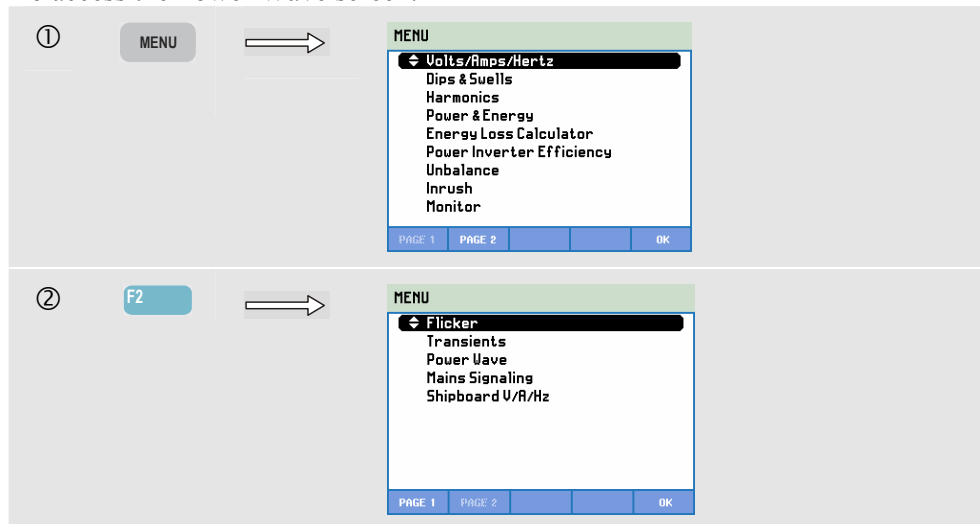 ① MENU
MENU
Volts/Amps/Hertz
Dips & Swells
Harmonics
Power & Energy
Energy Loss Calculator
Power Inverter Efficiency
Unbalance
Inrush
Monitor
PAGE 1 PAGE 2 OK
② F2
MENU
Flicker
Transients
Power Wave
Mains Signaling
Shipboard V/A/Hz
PAGE 1 PAGE 2 OK